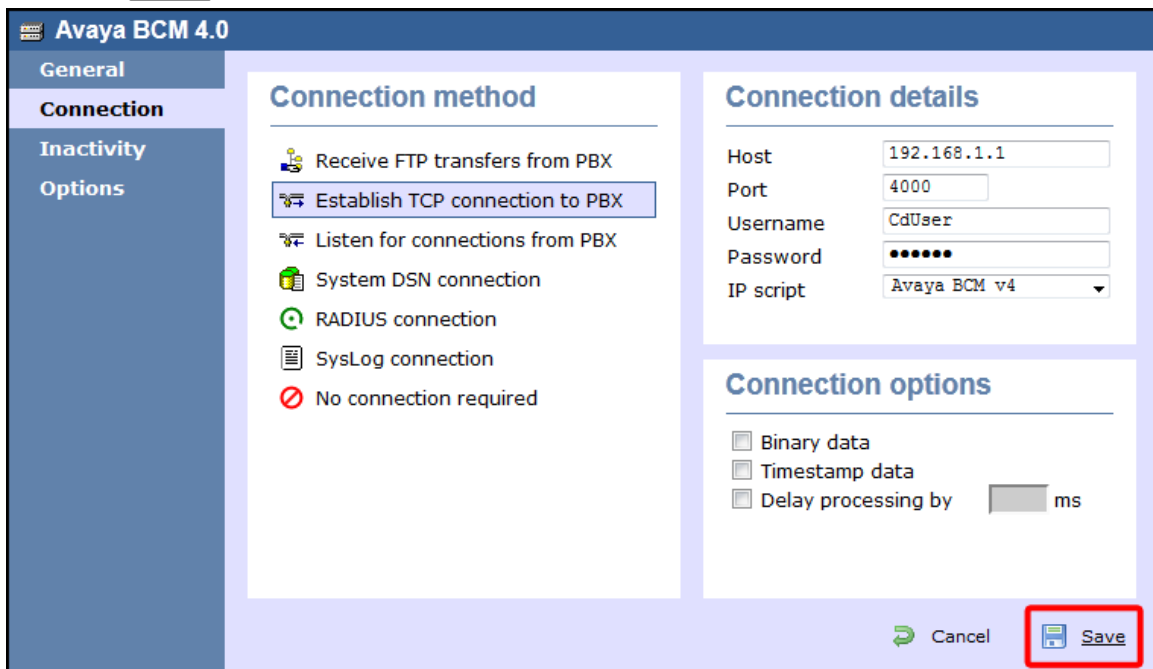 Avaya BCM 4.0
General
Connection
Inactivity
Options
Connection method
Receive FTP transfers from PBX
Establish TCP connection to PBX
Listen for connections from PBX
System DSN connection
RADIUS connection
SysLog connection
No connection required
Connection details
Host 192.168.1.1
Port 4000
Username CdUser
Password ••••••
IP script Avaya BCM v4
Connection options
Binary data
Timestamp data
Delay processing by ms
Cancel Save